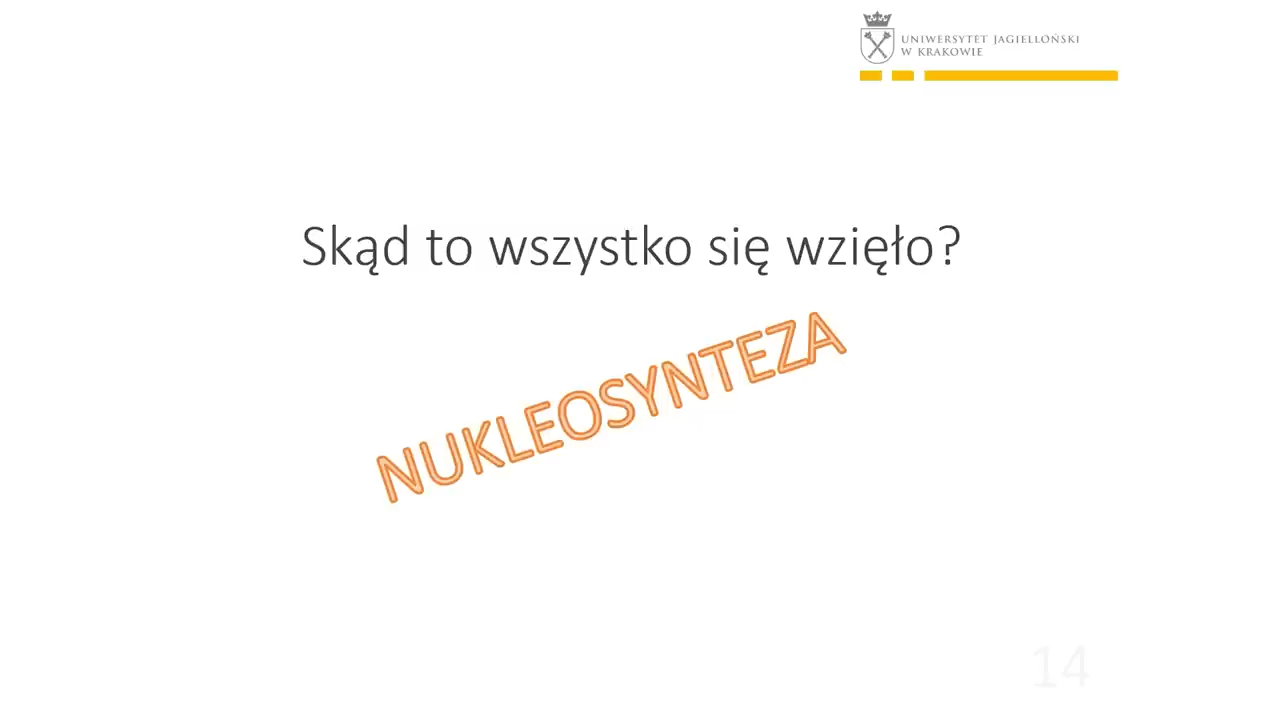 UNIWERSYTET JAGIELLOŃSKI
W KRAKOWIE
Skąd to wszystko się wzięło?
NUKLEOSYNTEZA
14